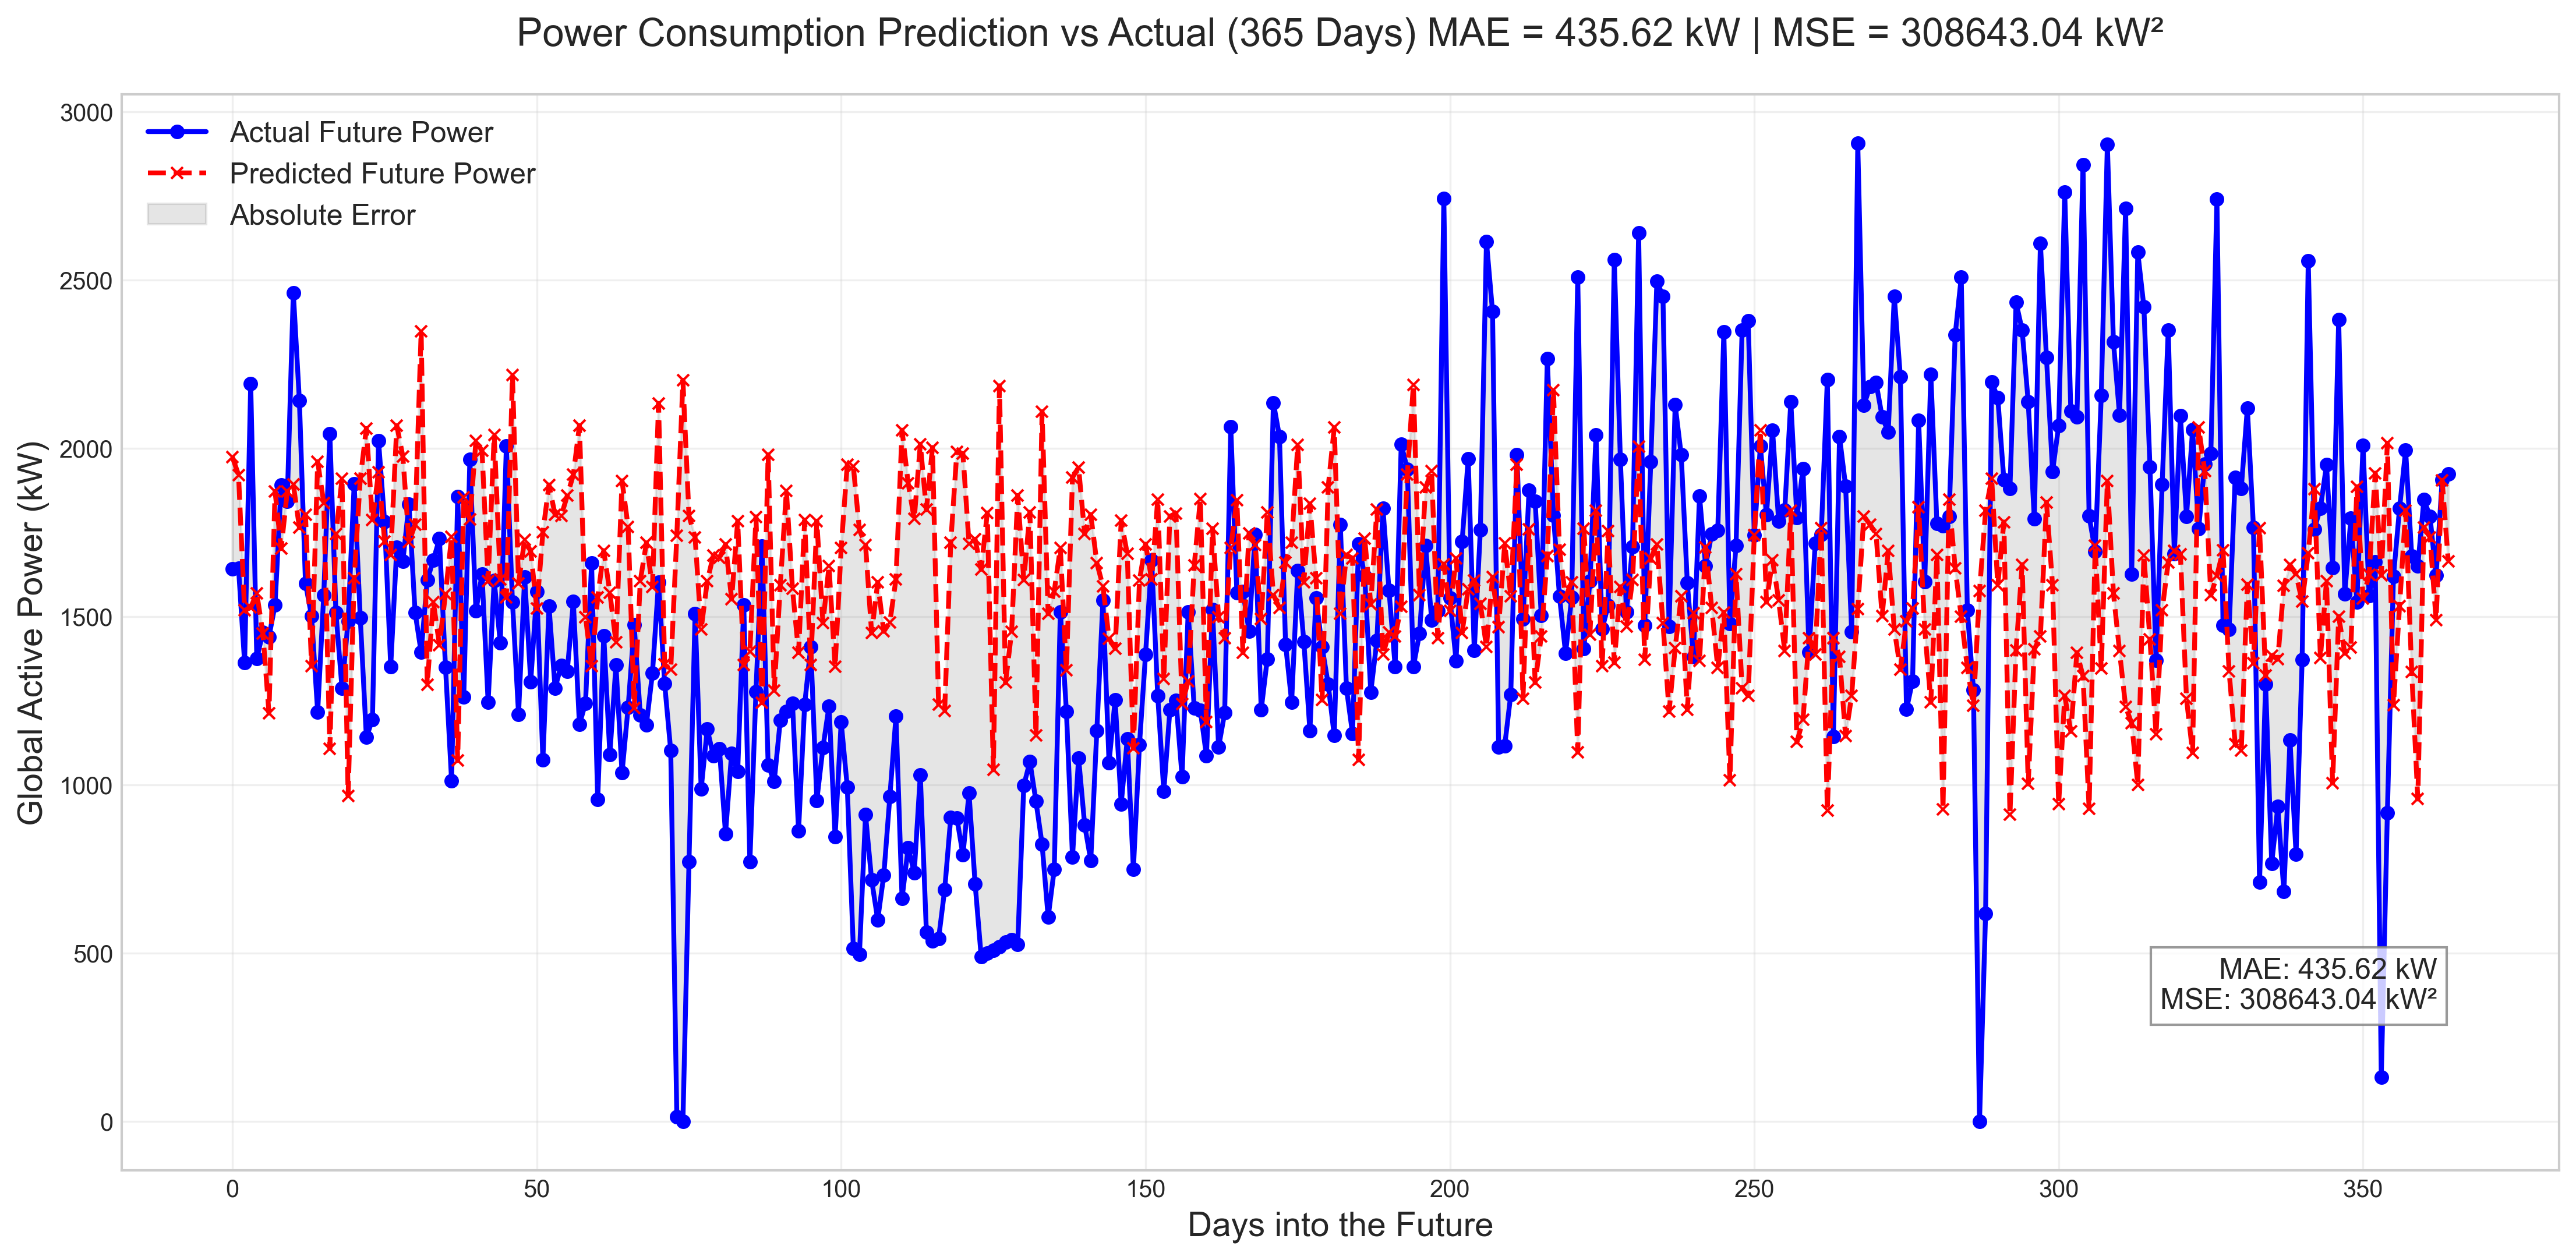 Power Consumption Prediction vs Actual (365 Days) MAE = 435.62 kW | MSE = 308643.04 kW²
Actual Future Power
Predicted Future Power
Absolute Error
Global Active Power (kW)
3000
2500
2000
1500
1000
500
0
MAE: 435.62 kW
MSE: 308643.04 kW²
0 50 100 150 200 250 300 350
Days into the Future